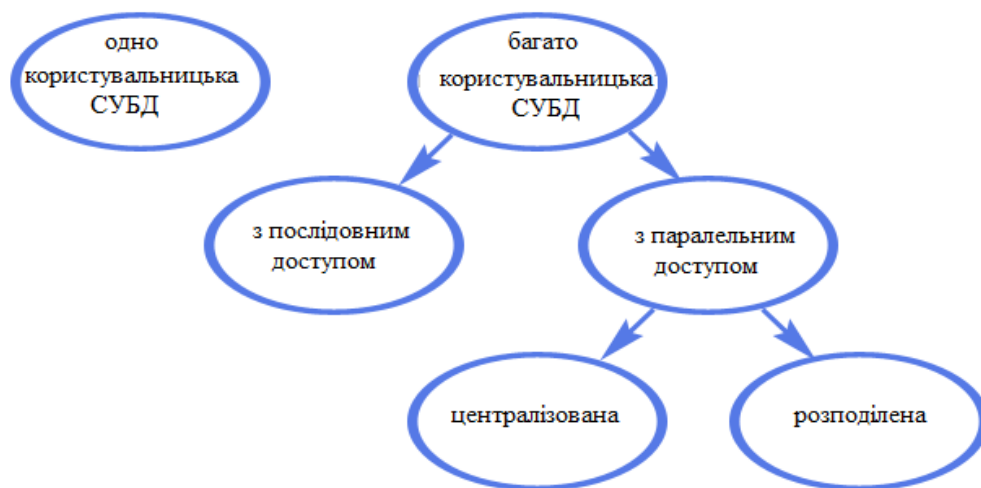 одно
користувальницька
СУБД
багато
користувальницька
СУБД
з послідовним
доступом
з паралельним
доступом
централізована
розподілена